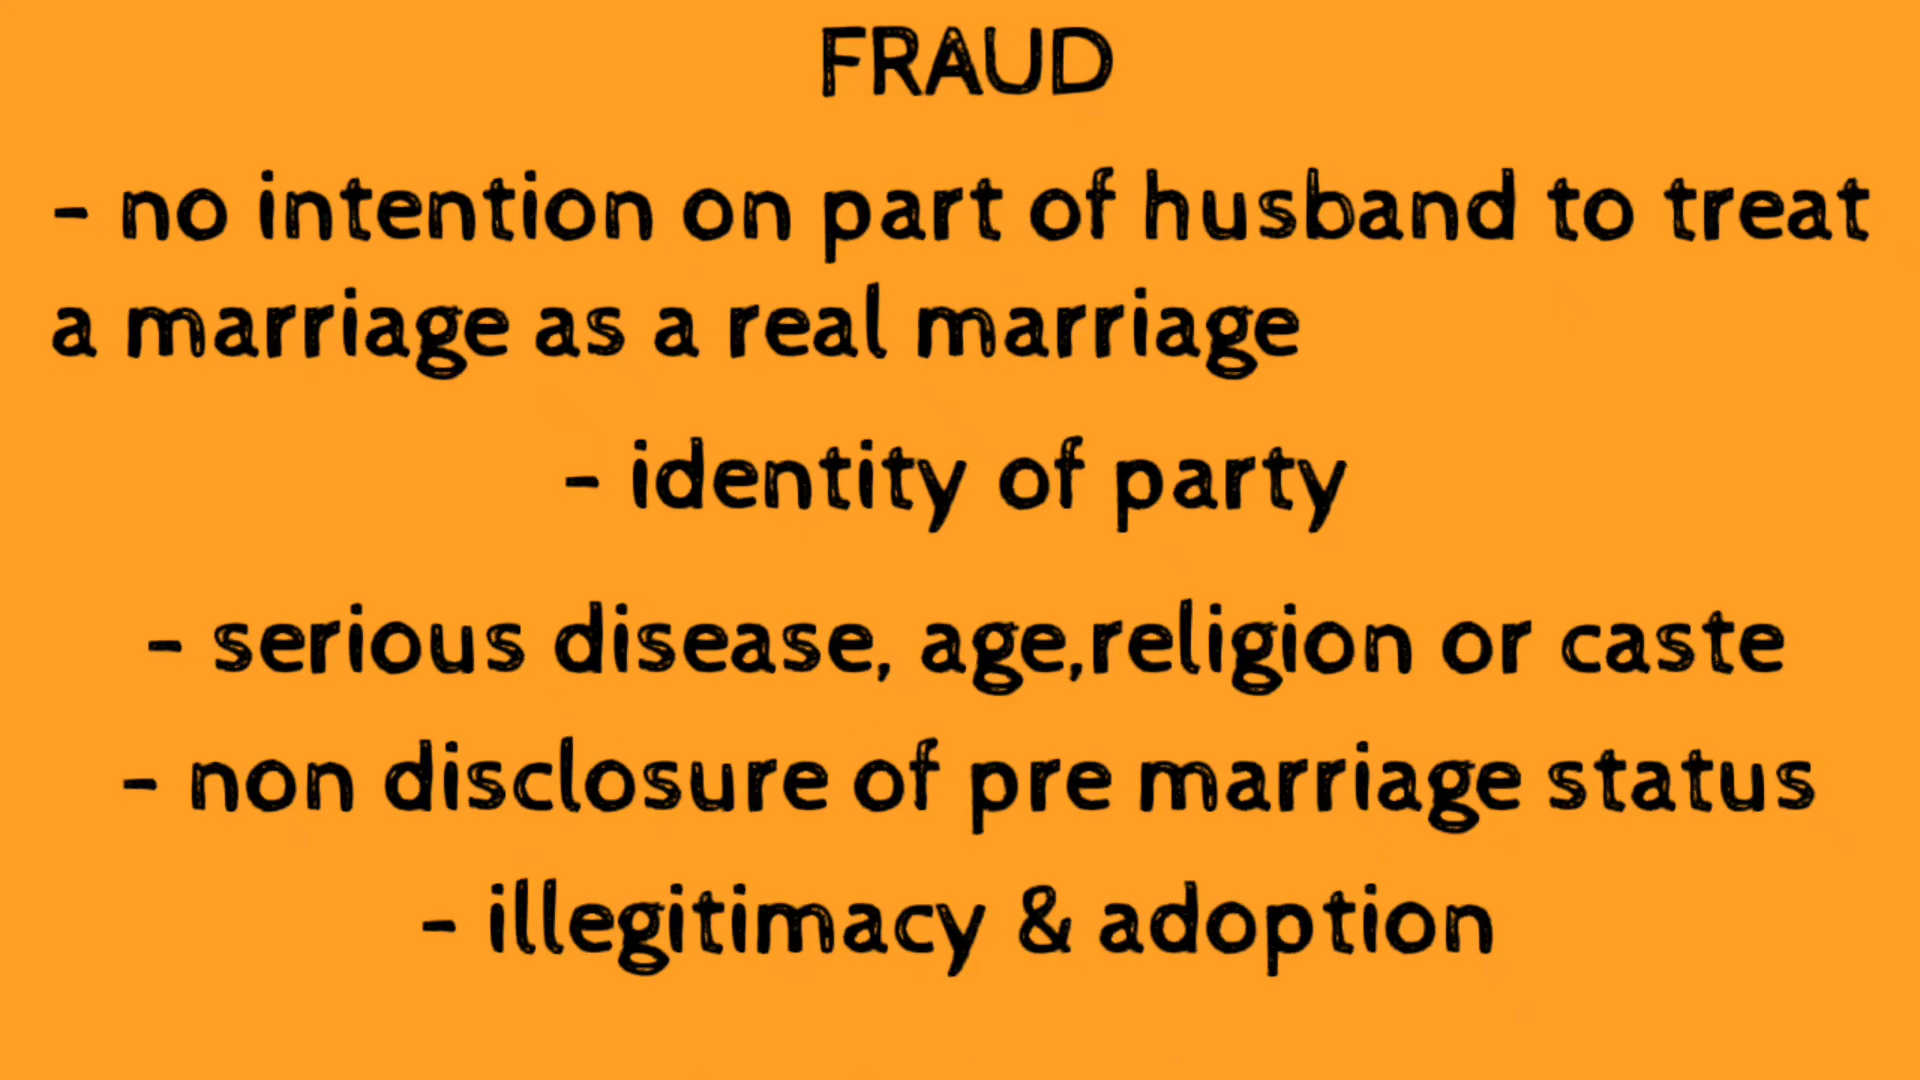 FRAUD
- no intention on part of husband to treat
a marriage as a real marriage
- identity of party
- serious disease, age,religion or caste
- non disclosure of pre marriage status
- illegitimacy & adoption